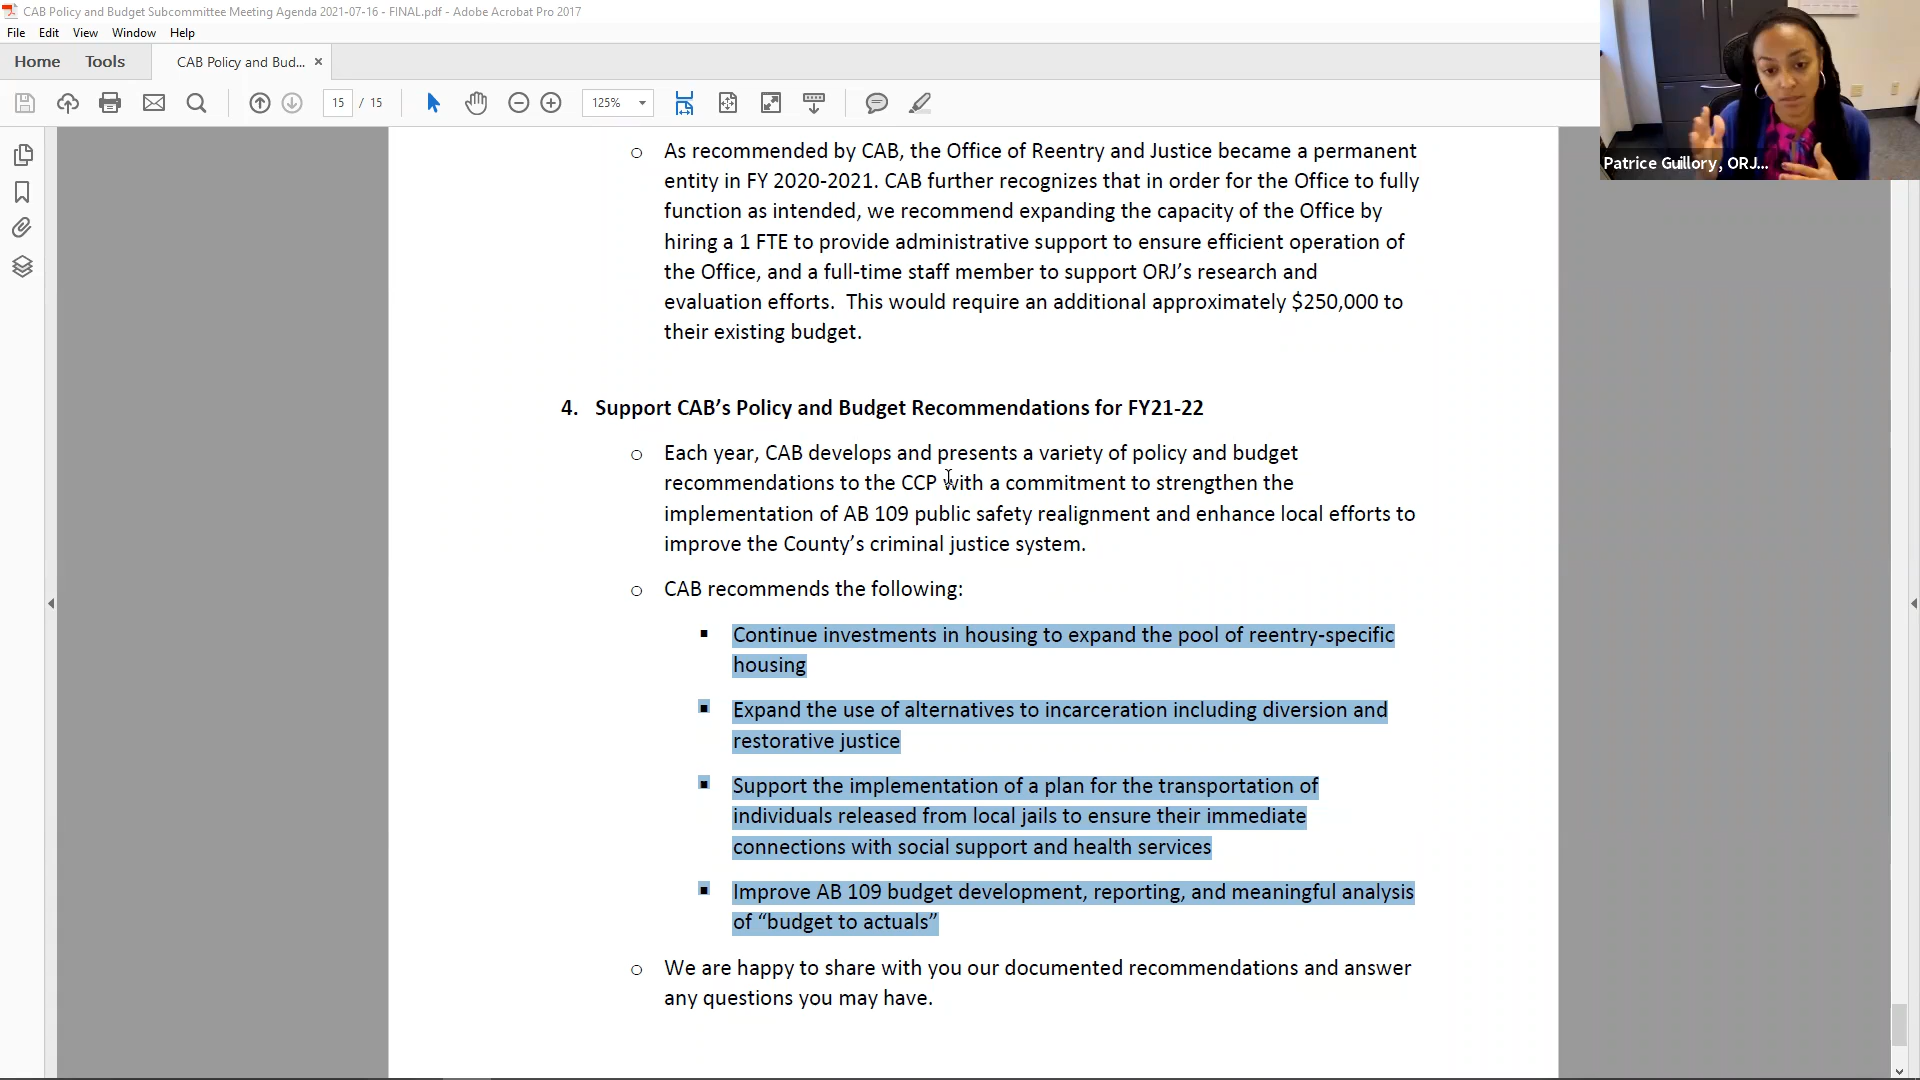 CAB Policy and Budget Subcommittee Meeting Agenda 2021-07-16 - FINAL.pdf - Adobe Acrobat Pro 2017
File Edit View Window Help
Home Tools CAB Policy and Bud... ×
15 / 15 125%
Patrice Guillory, ORJ...
o As recommended by CAB, the Office of Reentry and Justice became a permanent
entity in FY 2020-2021. CAB further recognizes that in order for the Office to fully
function as intended, we recommend expanding the capacity of the Office by
hiring a 1 FTE to provide administrative support to ensure efficient operation of
the Office, and a full-time staff member to support ORJ’s research and
evaluation efforts.  This would require an additional approximately $250,000 to
their existing budget.
4. Support CAB’s Policy and Budget Recommendations for FY21-22
o Each year, CAB develops and presents a variety of policy and budget
recommendations to the CCP with a commitment to strengthen the
implementation of AB 109 public safety realignment and enhance local efforts to
improve the County’s criminal justice system.
o CAB recommends the following:
▪ Continue investments in housing to expand the pool of reentry-specific
housing
▪ Expand the use of alternatives to incarceration including diversion and
restorative justice
▪ Support the implementation of a plan for the transportation of
individuals released from local jails to ensure their immediate
connections with social support and health services
▪ Improve AB 109 budget development, reporting, and meaningful analysis
of “budget to actuals”
o We are happy to share with you our documented recommendations and answer
any questions you may have.